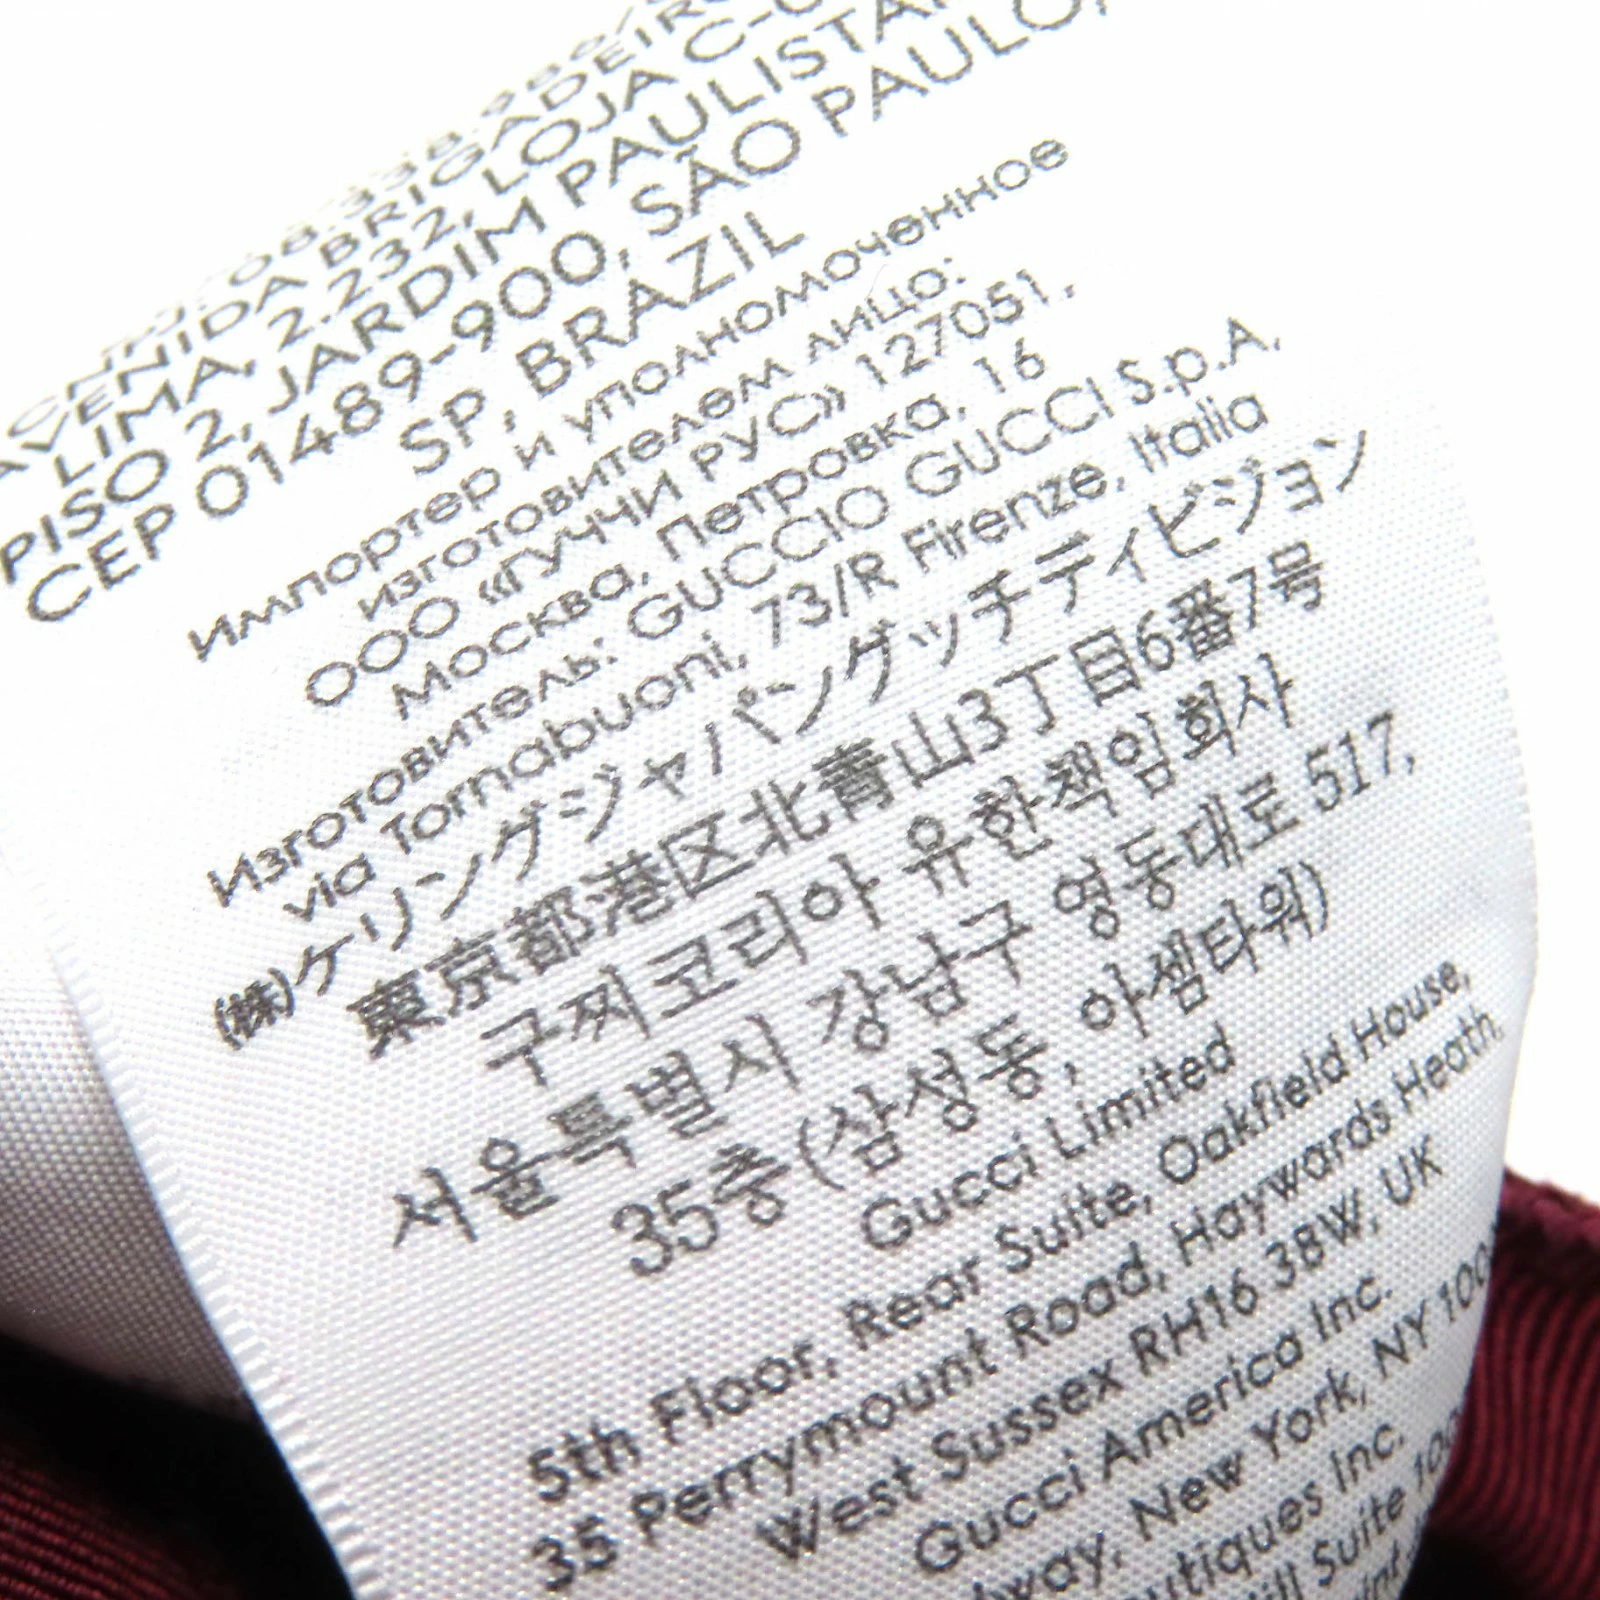 AVENIDA BRIGADEIRO
LIMA, 2.232, LOJA
PISO 2, JARDIM PAULISTA
CEP 01489-900, SÃO PAULO,
SP, BRAZIL
Импортер и уполномоченное
изготовителем лицо:
ООО «ГУЧЧИ РУС» 127051,
Москва, Петровка, 16
Изготовитель: GUCCIO GUCCI S.p.A.
via Tornabuoni, 73/R Firenze, Italia
(株)ケリングジャパングッチディビジョン
東京都港区北青山3丁目6番7号
구찌코리아 유한책임회사
서울특별시 강남구 영동대로 517,
35층(삼성동, 아셈타워)
Gucci Limited
5th Floor, Rear Suite, Oakfield House,
35 Perrymount Road, Haywards Heath,
West Sussex RH16 3BW, UK
Gucci America Inc.
New York, NY
Inc.
Suite